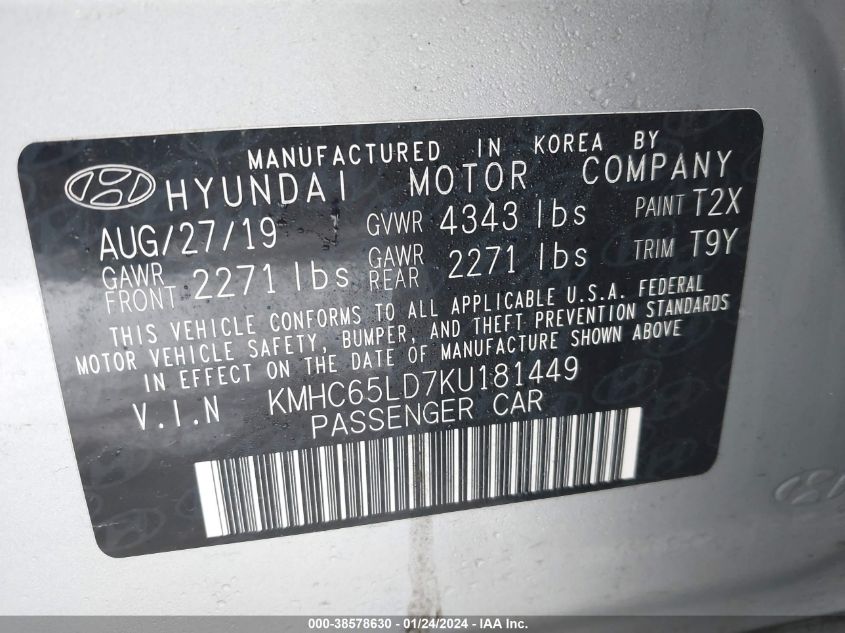 MANUFACTURED IN KOREA BY
HYUNDAI MOTOR COMPANY
AUG/27/19 GVWR 4343 lbs PAINT T2X
GAWR FRONT 2271 lbs GAWR REAR 2271 lbs TRIM T9Y
THIS VEHICLE CONFORMS TO ALL APPLICABLE U.S.A. FEDERAL
MOTOR VEHICLE SAFETY, BUMPER, AND THEFT PREVENTION STANDARDS
IN EFFECT ON THE DATE OF MANUFACTURE SHOWN ABOVE
V.I.N KMHC65LD7KU181449
PASSENGER CAR
000-38578630 - 01/24/2024 - IAA Inc.